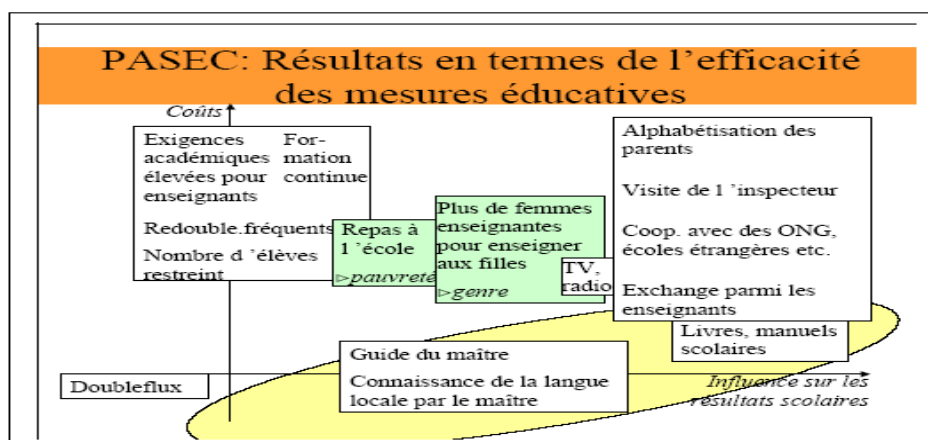 PASEC: Résultats en termes de l’efficacité
des mesures éducatives
Coûts
Exigences
académiques
élevées pour
enseignants
For-
mation
continue
Redouble.fréquents
Nombre d ’élèves
restreint
Repas à
l ’école
▹pauvreté
Plus de femmes
enseignantes
pour enseigner
aux filles
▹genre
TV,
radio
Alphabétisation des
parents
Visite de l ’inspecteur
Coop. avec des ONG,
écoles étrangères etc.
Exchange parmi les
enseignants
Livres, manuels
scolaires
Guide du maître
Connaissance de la langue
locale par le maître
Doubleflux
Influence sur les
résultats scolaires